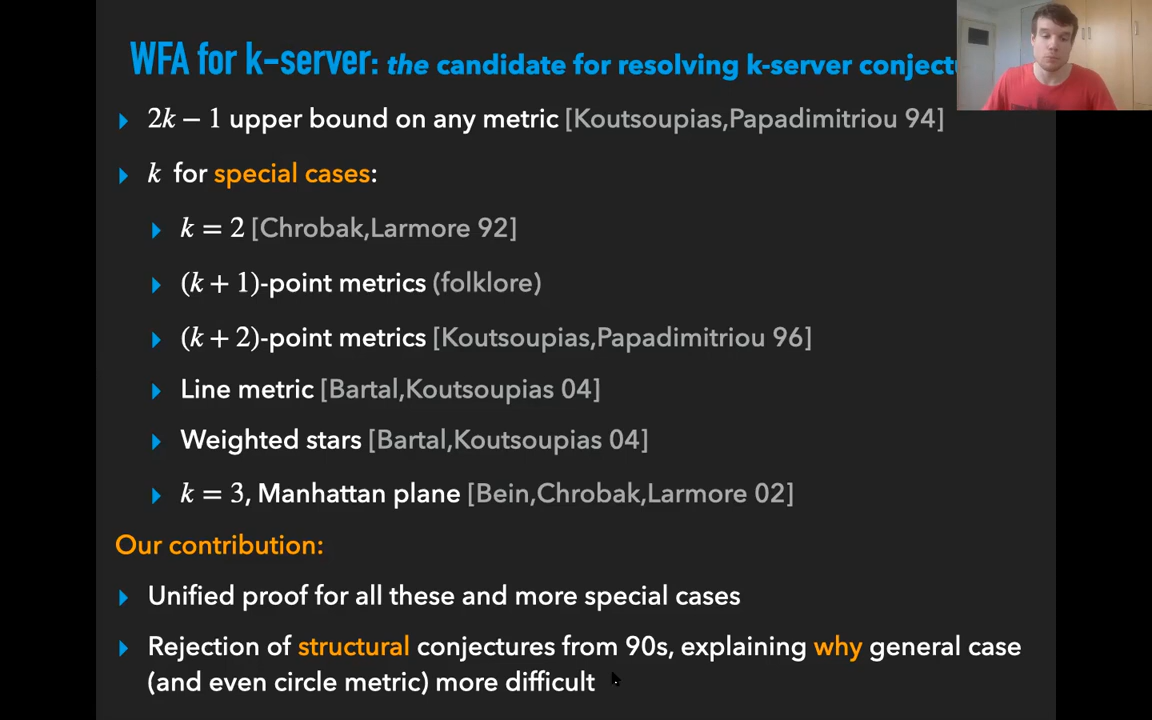 WFA for k-server: the candidate for resolving k-server
2k − 1 upper bound on any metric [Koutsoupias,Papadimitriou 94]
k for special cases:
k = 2 [Chrobak,Larmore 92]
(k + 1)-point metrics (folklore)
(k + 2)-point metrics [Koutsoupias,Papadimitriou 96]
Line metric [Bartal,Koutsoupias 04]
Weighted stars [Bartal,Koutsoupias 04]
k = 3, Manhattan plane [Bein,Chrobak,Larmore 02]
Our contribution:
Unified proof for all these and more special cases
Rejection of structural conjectures from 90s, explaining why general case
(and even circle metric) more difficult